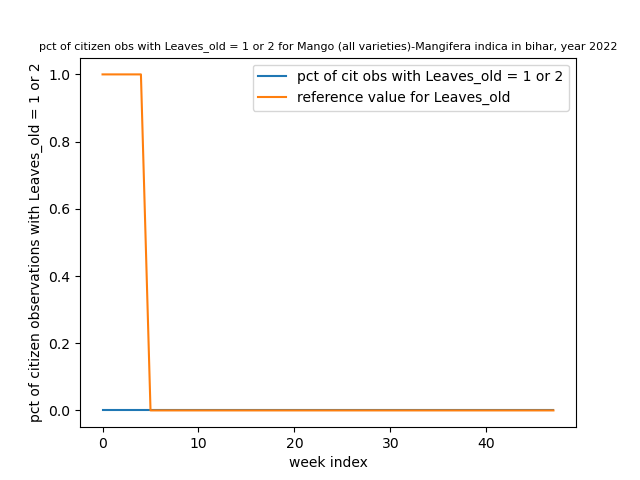 pct of citizen obs with Leaves_old = 1 or 2 for Mango (all varieties)-Mangifera indica in bihar, year 2022
pct of cit obs with Leaves_old = 1 or 2
reference value for Leaves_old
pct of citizen observations with Leaves_old = 1 or 2
1.0
0.8
0.6
0.4
0.2
0.0
0 10 20 30 40
week index